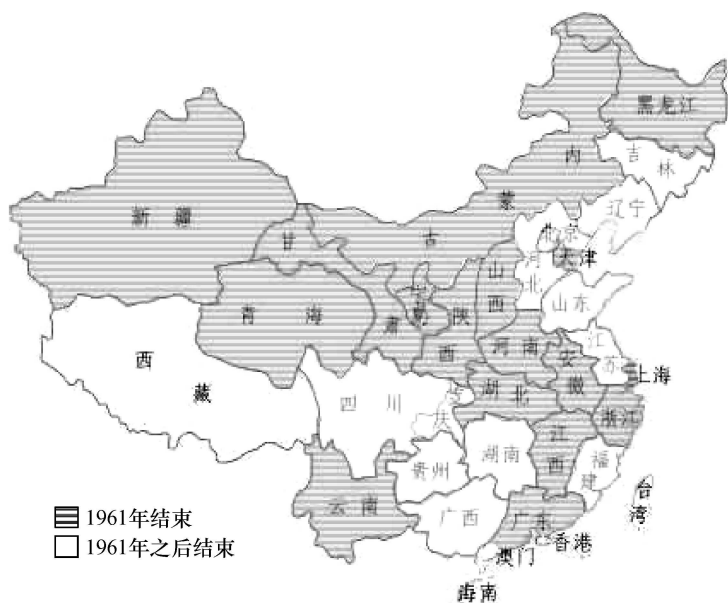 黑龙江
吉林
内蒙古
辽宁
新疆
北京
天津
甘肃
河北
山西
山东
陕西
青海
河南
江苏
安徽
上海
西藏
四川
湖北
浙江
江西
湖南
贵州
福建
台湾
云南
广西
广东
香港
澳门
海南
1961年结束
1961年之后结束